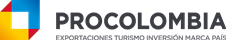 PROCOLOMBIA
EXPORTACIONES TURISMO INVERSIÓN MARCA PAÍS